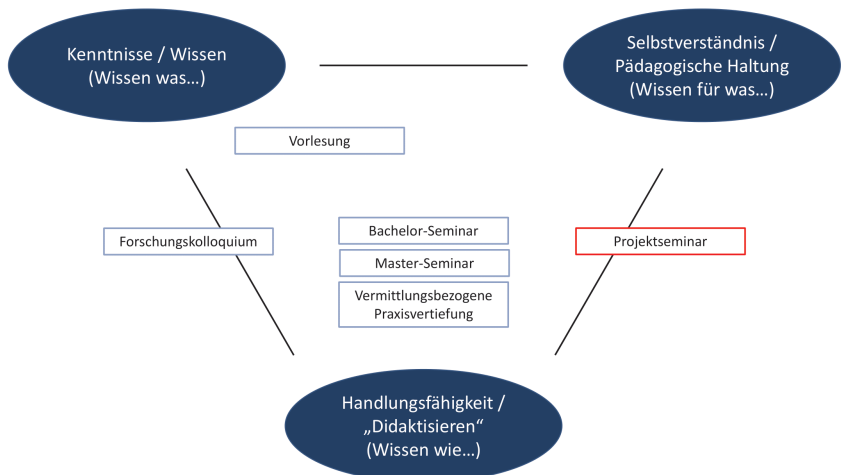 Kenntnisse / Wissen
(Wissen was...)
Selbstverständnis /
Pädagogische Haltung
(Wissen für was...)
Vorlesung
Forschungskolloquium
Bachelor-Seminar
Master-Seminar
Vermittlungsbezogene
Praxisvertiefung
Projektseminar
Handlungsfähigkeit /
„Didaktisieren“
(Wissen wie...)